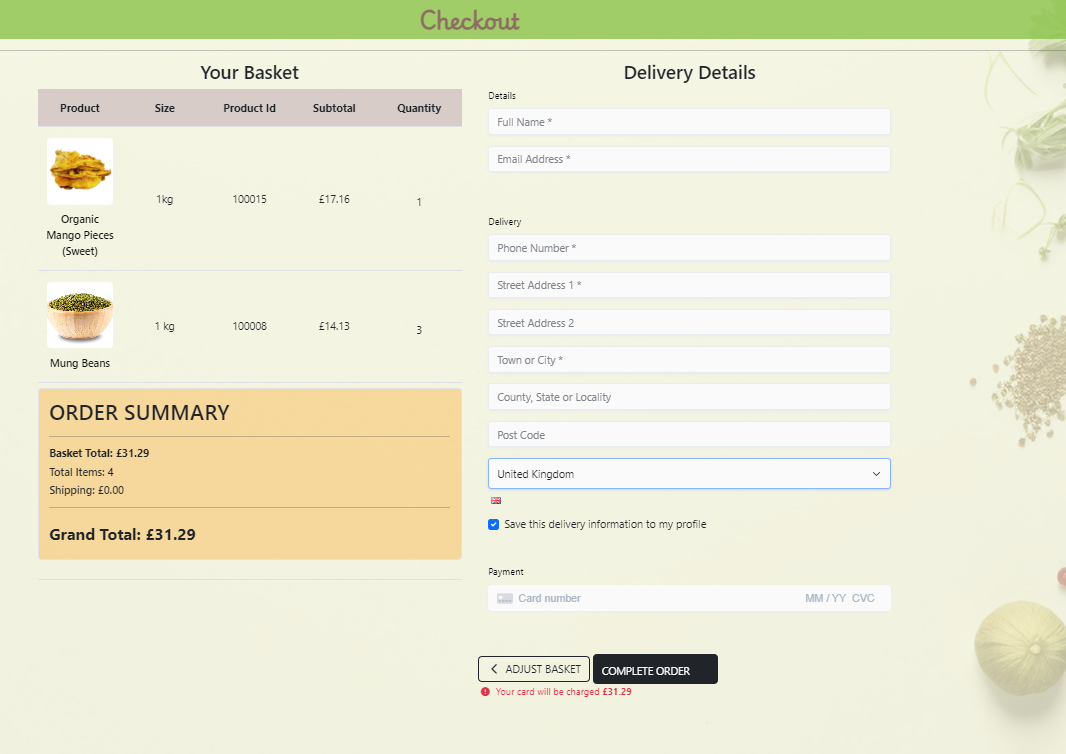 Checkout
Your Basket
Product Size Product Id Subtotal Quantity
1kg 100015 £17.16 1
Organic
Mango Pieces
(Sweet)
1 kg 100008 £14.13 3
Mung Beans
ORDER SUMMARY
Basket Total: £31.29
Total Items: 4
Shipping: £0.00
Grand Total: £31.29
Delivery Details
Details
Full Name *
Email Address *
Delivery
Phone Number *
Street Address 1 *
Street Address 2
Town or City *
County, State or Locality
Post Code
United Kingdom
Save this delivery information to my profile
Payment
Card number MM / YY CVC
ADJUST BASKET COMPLETE ORDER
Your card will be charged £31.29